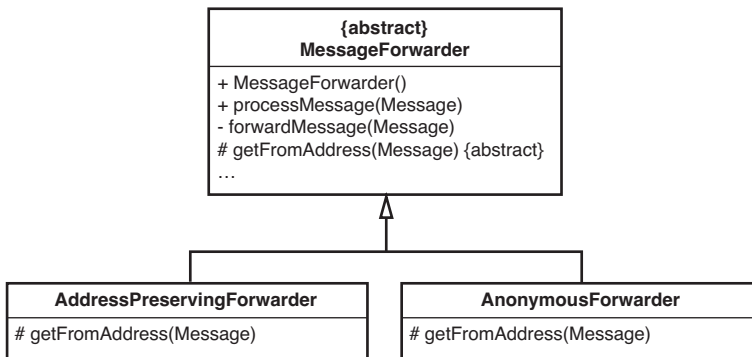 {abstract}
MessageForwarder
+ MessageForwarder()
+ processMessage(Message)
- forwardMessage(Message)
# getFromAddress(Message) {abstract}
…
AddressPreservingForwarder
# getFromAddress(Message)
AnonymousForwarder
# getFromAddress(Message)